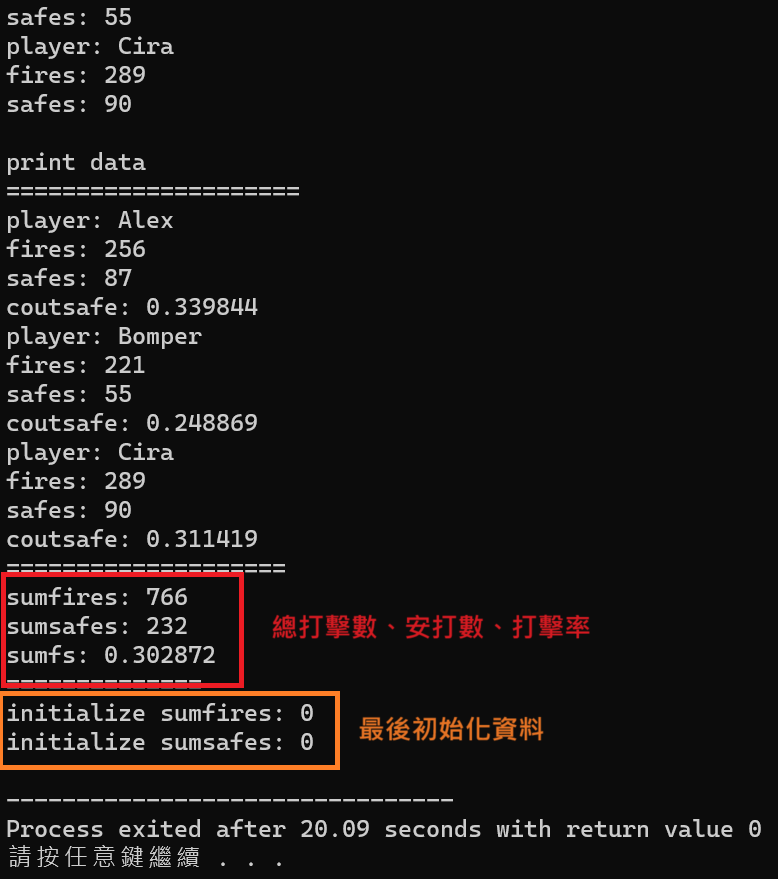 safes: 55
player: Cira
fires: 289
safes: 90
print data
=====================
player: Alex
fires: 256
safes: 87
coutsafe: 0.339844
player: Bomper
fires: 221
safes: 55
coutsafe: 0.248869
player: Cira
fires: 289
safes: 90
coutsafe: 0.311419
====================
sumfires: 766
sumsafes: 232
sumfs: 0.302872
==============
總打擊數、安打數、打擊率
initialize sumfires: 0
initialize sumsafes: 0
最後初始化資料
--------------------------------
Process exited after 20.09 seconds with return value 0
請按任意鍵繼續 . . .